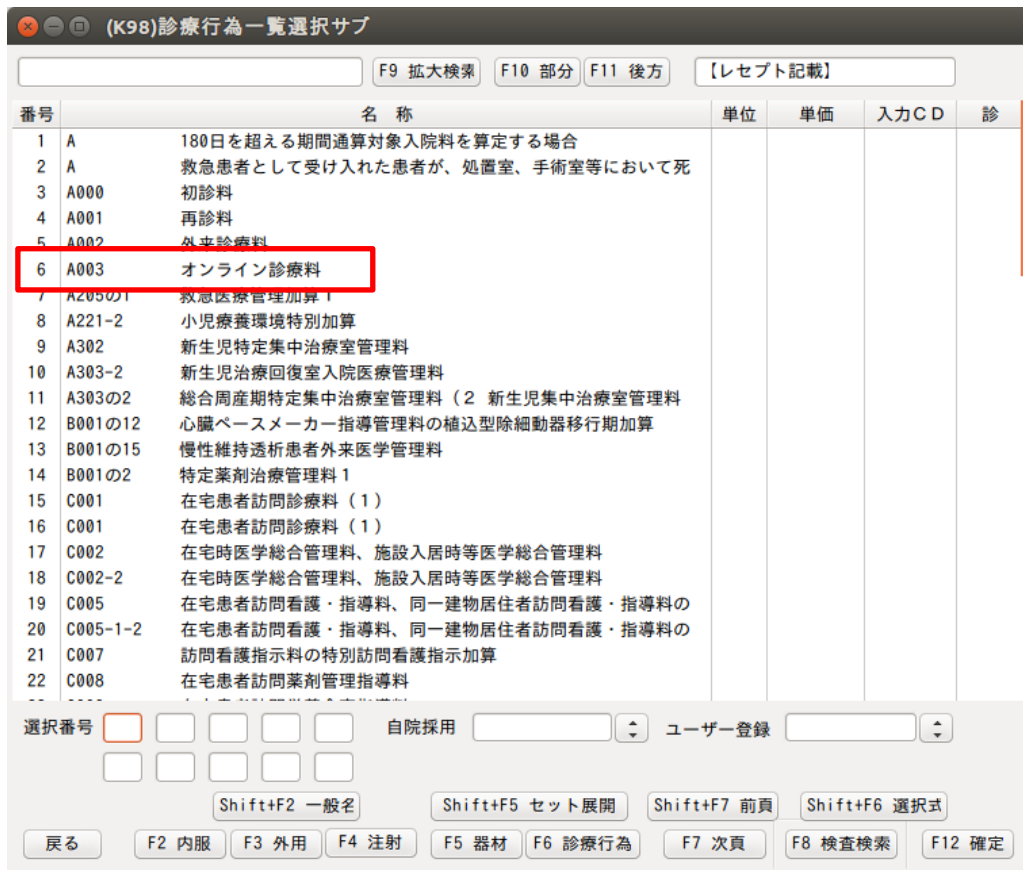 (K98)診療行為一覧選択サブ
F9 拡大検索 F10 部分 F11 後方 【レセプト記載】
番号 名 称 単位 単価 入力CD 診
1 A 180日を超える期間通算対象入院料を算定する場合
2 A 救急患者として受け入れた患者が、処置室、手術室等において死
3 A000 初診料
4 A001 再診料
5 A002 外来診療料
6 A003 オンライン診療料
7 A205の1 救急医療管理加算1
8 A221-2 小児療養環境特別加算
9 A302 新生児特定集中治療室管理料
10 A303-2 新生児治療回復室入院医療管理料
11 A303の2 総合周産期特定集中治療室管理料(2 新生児集中治療室管理料
12 B001の12 心臓ペースメーカー指導管理料の植込型除細動器移行期加算
13 B001の15 慢性維持透析患者外来医学管理料
14 B001の2 特定薬剤治療管理料1
15 C001 在宅患者訪問診療料(1)
16 C001 在宅患者訪問診療料(1)
17 C002 在宅時医学総合管理料、施設入居時等医学総合管理料
18 C002-2 在宅時医学総合管理料、施設入居時等医学総合管理料
19 C005 在宅患者訪問看護・指導料、同一建物居住者訪問看護・指導料の
20 C005-1-2 在宅患者訪問看護・指導料、同一建物居住者訪問看護・指導料の
21 C007 訪問看護指示料の特別訪問看護指示加算
22 C008 在宅患者訪問薬剤管理指導料
選択番号 自院採用 ユーザー登録
Shift+F2 一般名 Shift+F5 セット展開 Shift+F7 前頁 Shift+F6 選択式
戻る F2 内服 F3 外用 F4 注射 F5 器材 F6 診療行為 F7 次頁 F8 検査検索 F12 確定